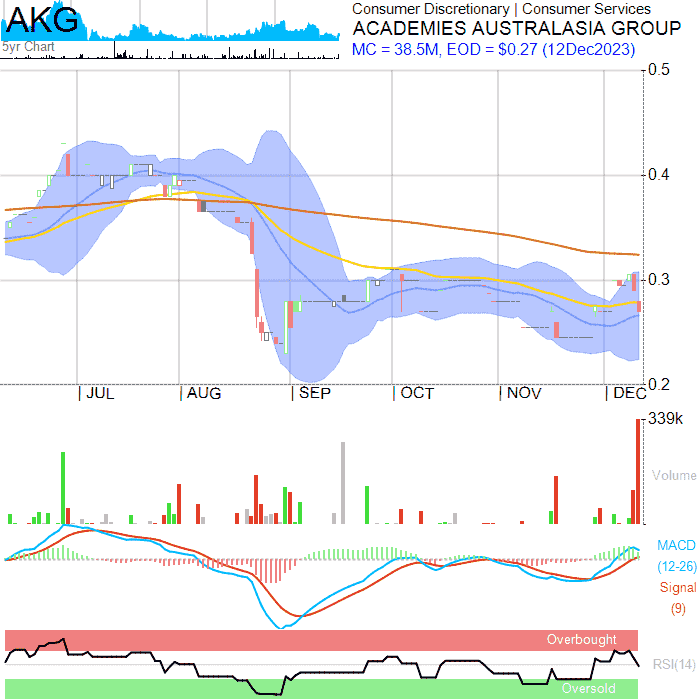 AKG
Consumer Discretionary | Consumer Services
ACADEMIES AUSTRALASIA GROUP
MC = 38.5M, EOD = $0.27 (12Dec2023)
5yr Chart
0.5
0.4
0.3
0.2
JUL AUG SEP OCT NOV DEC
339k
Volume
MACD
(12-26)
Signal
(9)
Overbought
RSI(14)
Oversold